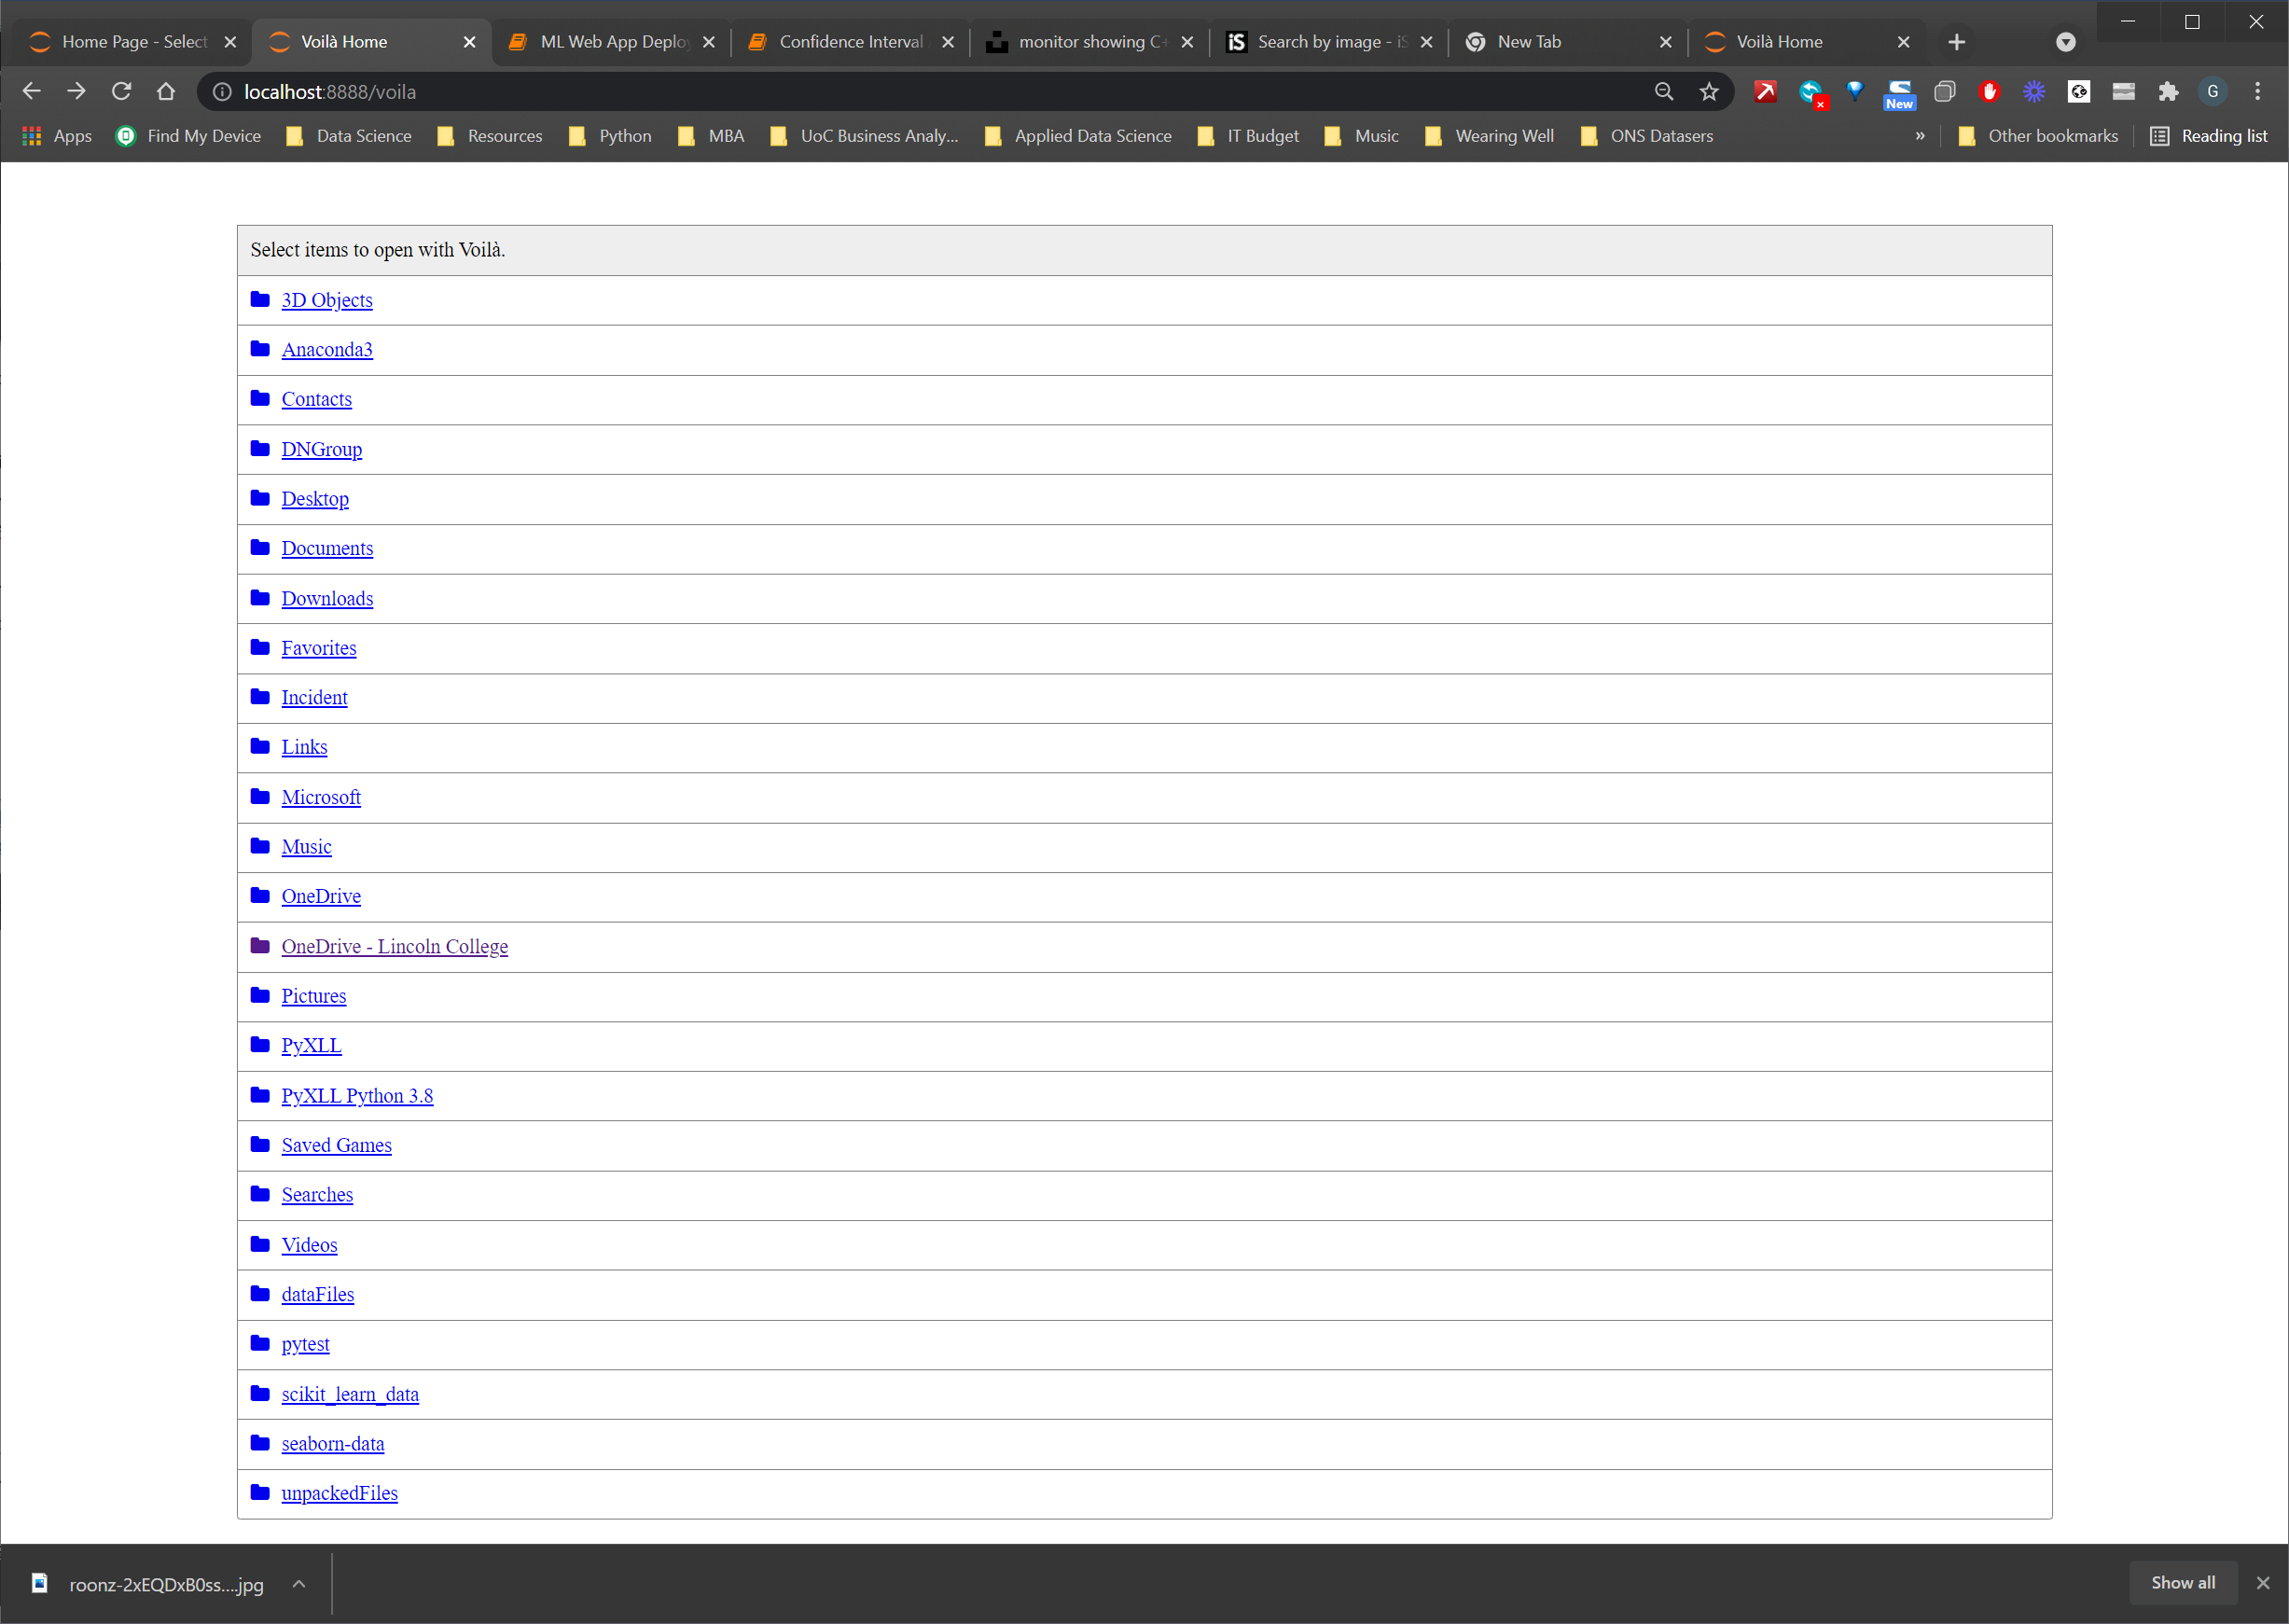 Home Page - Select
Voilà Home
ML Web App Deplo
Confidence Interval
monitor showing C+
iS
Search by image - iS
New Tab
Voilà Home
localhost:8888/voila
New
G
Apps
Find My Device
Data Science
Resources
Python
MBA
UoC Business Analy...
Applied Data Science
IT Budget
Music
Wearing Well
ONS Datasers
»
Other bookmarks
Reading list
Select items to open with Voilà.
3D Objects
Anaconda3
Contacts
DNGroup
Desktop
Documents
Downloads
Favorites
Incident
Links
Microsoft
Music
OneDrive
OneDrive - Lincoln College
Pictures
PyXLL
PyXLL Python 3.8
Saved Games
Searches
Videos
dataFiles
pytest
scikit_learn_data
seaborn-data
unpackedFiles
roonz-2xEQDxB0ss....jpg
Show all